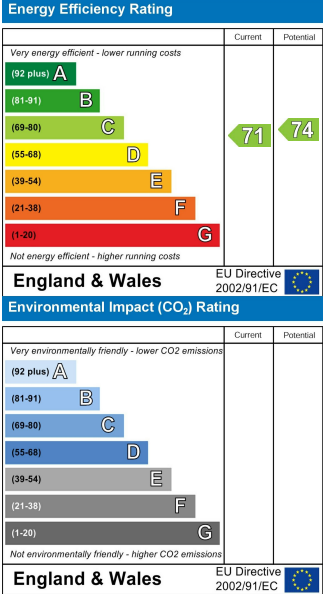 Energy Efficiency Rating
Current Potential
Very energy efficient - lower running costs
(92 plus) A
(81-91) B
(69-80) C
(55-68) D
(39-54) E
(21-38) F
(1-20) G
71 74
Not energy efficient - higher running costs
England & Wales
EU Directive
2002/91/EC
Environmental Impact (CO₂) Rating
Current Potential
Very environmentally friendly - lower CO2 emissions
(92 plus) A
(81-91) B
(69-80) C
(55-68) D
(39-54) E
(21-38) F
(1-20) G
Not environmentally friendly - higher CO2 emissions
England & Wales
EU Directive
2002/91/EC